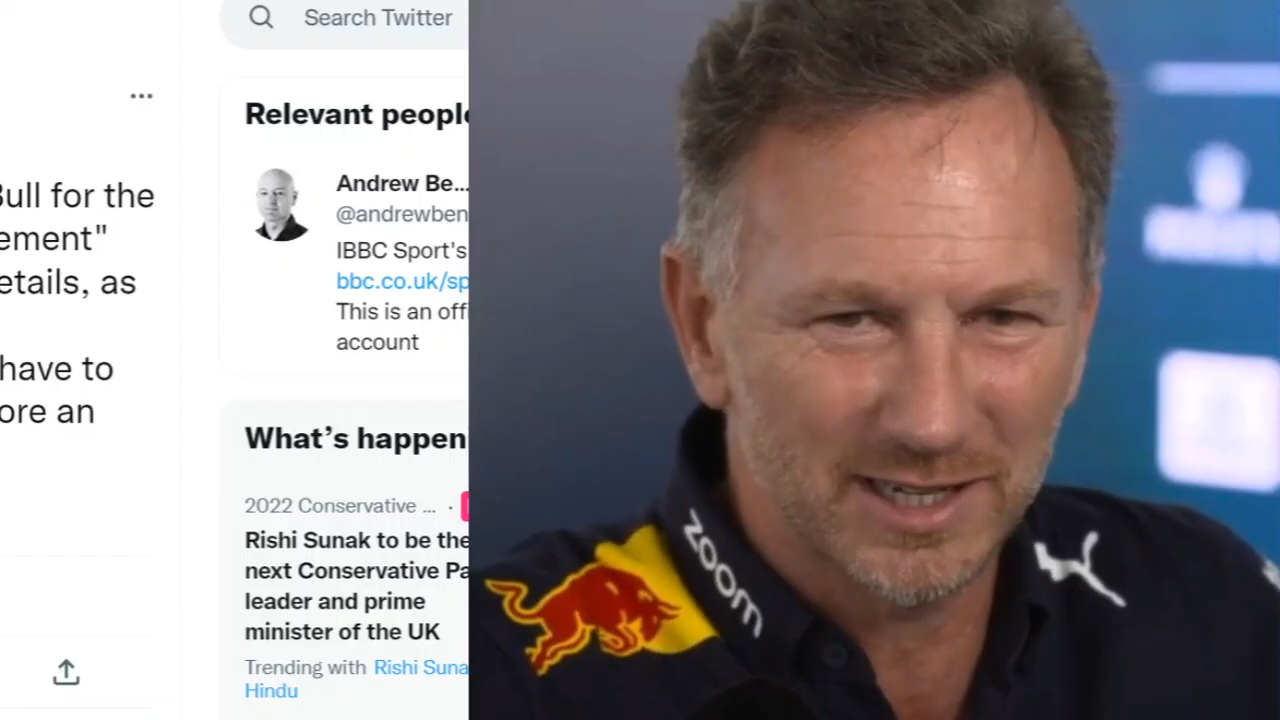 Search Twitter
Relevant people
Andrew Be...
@andrewben
IBBC Sport's
bbc.co.uk/sp
This is an off
account
Bull for the
ement"
etails, as
have to
ore an
What's happen
2022 Conservative ... ·
Rishi Sunak to be the
next Conservative Pa
leader and prime
minister of the UK
Trending with Rishi Suna
Hindu
zoom